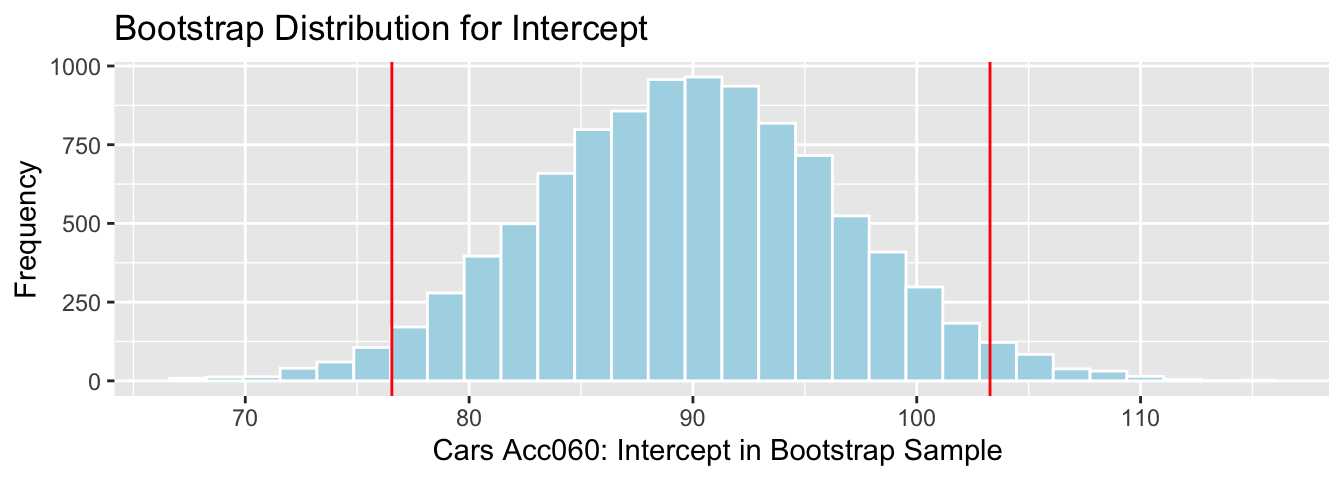 Bootstrap Distribution for Intercept
Frequency
1000
750
500
250
0
70 80 90 100 110
Cars Acc060: Intercept in Bootstrap Sample